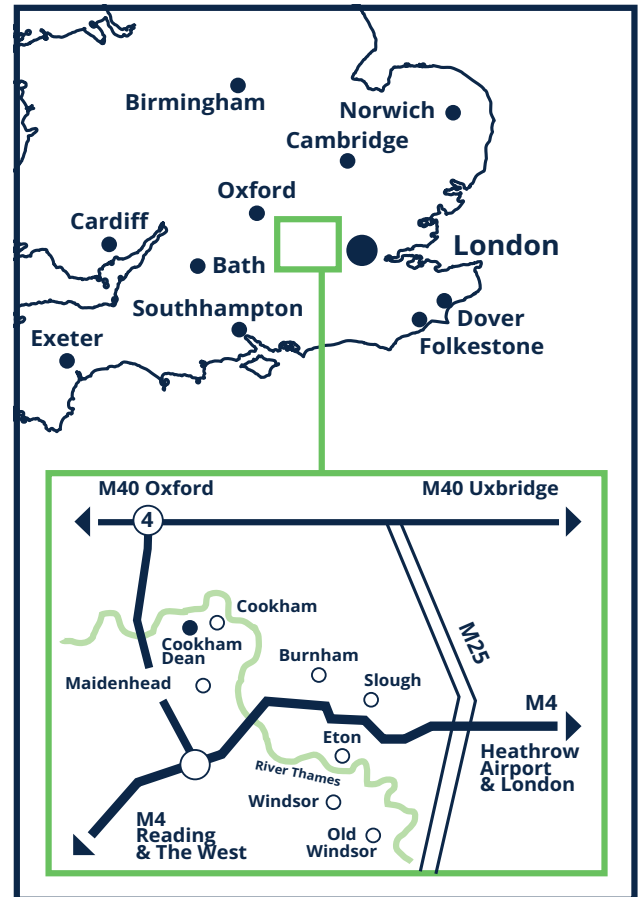 Birmingham
Norwich
Cambridge
Oxford
Cardiff
London
Bath
Southhampton
Dover
Exeter
Folkestone
M40 Oxford
M40 Uxbridge
4
Cookham
Cookham
Dean
M25
Burnham
Maidenhead
Slough
M4
Eton
Heathrow
Airport
& London
River Thames
Windsor
M4
Reading
& The West
Old
Windsor